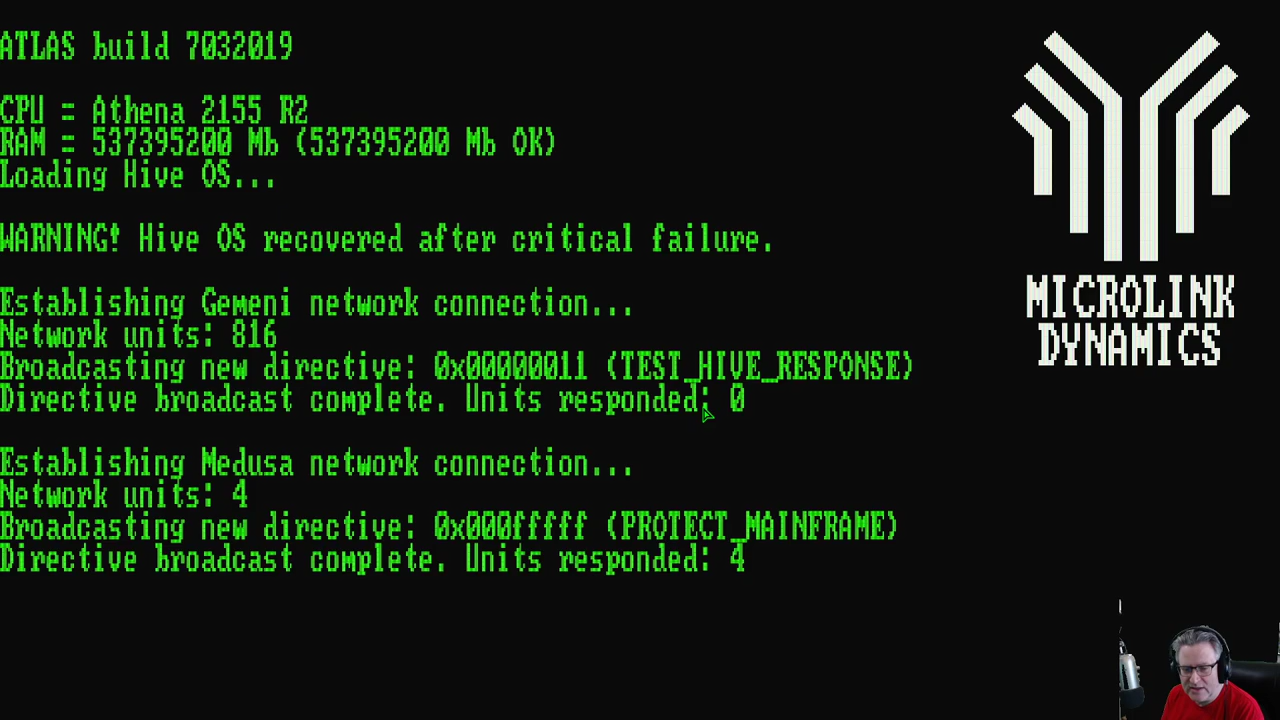 ATLAS build 7032019
CPU = Athena 2155 R2
RAM = 537395200 Mb (537395200 Mb OK)
Loading Hive OS...
WARNING! Hive OS recovered after critical failure.
Establishing Gemeni network connection...
Network units: 816
Broadcasting new directive: 0x00000011 (TEST_HIVE_RESPONSE)
Directive broadcast complete. Units responded: 0
Establishing Medusa network connection...
Network units: 4
Broadcasting new directive: 0x000fffff (PROTECT_MAINFRAME)
Directive broadcast complete. Units responded: 4
MICROLINK
DYNAMICS